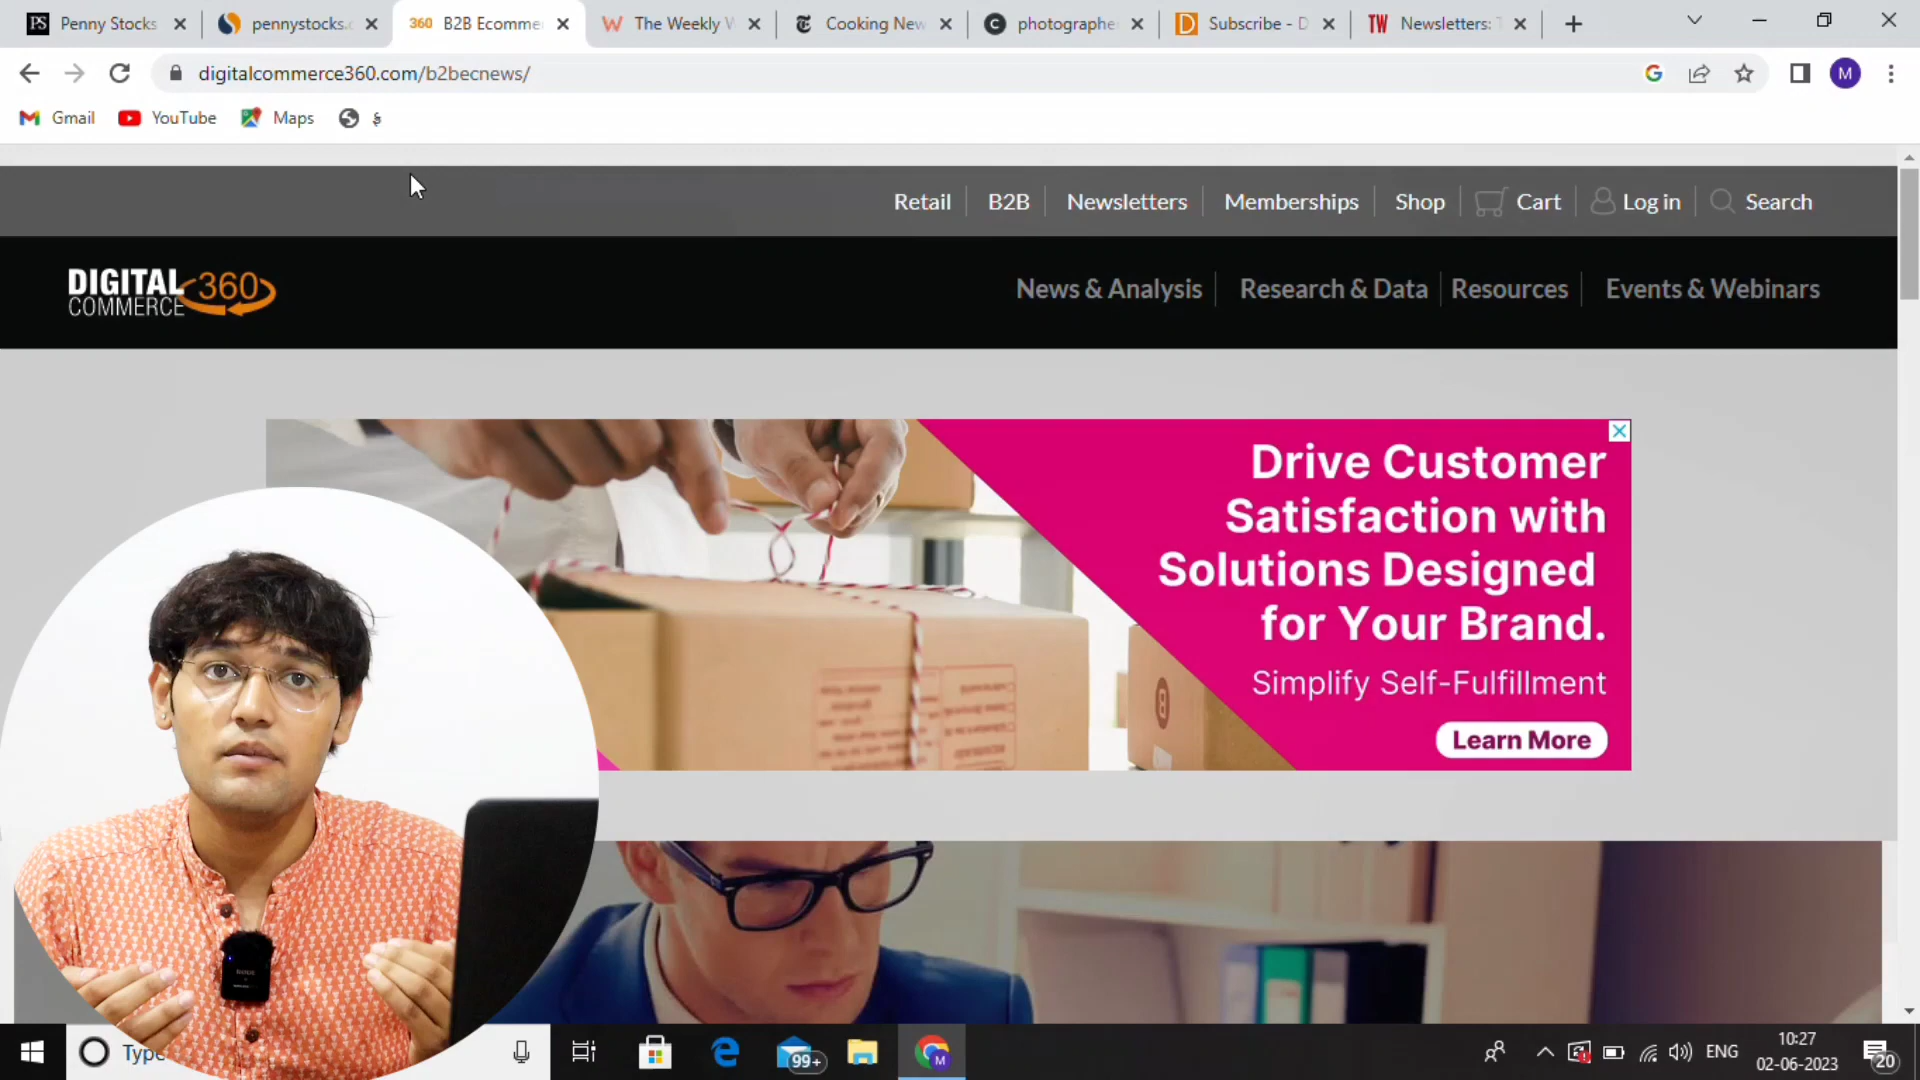 PS Penny Stocks
pennystocks.
360 B2B Ecomme
The Weekly
Cooking New
photographe
Subscribe - D
TW Newsletters:
digitalcommerce360.com/b2becnews/
M
Gmail
YouTube
Maps
Retail
B2B
Newsletters
Memberships
Shop
Cart
Log in
Search
DIGITAL
COMMERCE
360
News & Analysis
Research & Data
Resources
Events & Webinars
Drive Customer
Satisfaction with
Solutions Designed
for Your Brand.
Simplify Self-Fulfillment
Learn More
Type
99+
M
ENG
10:27
02-06-2023
20